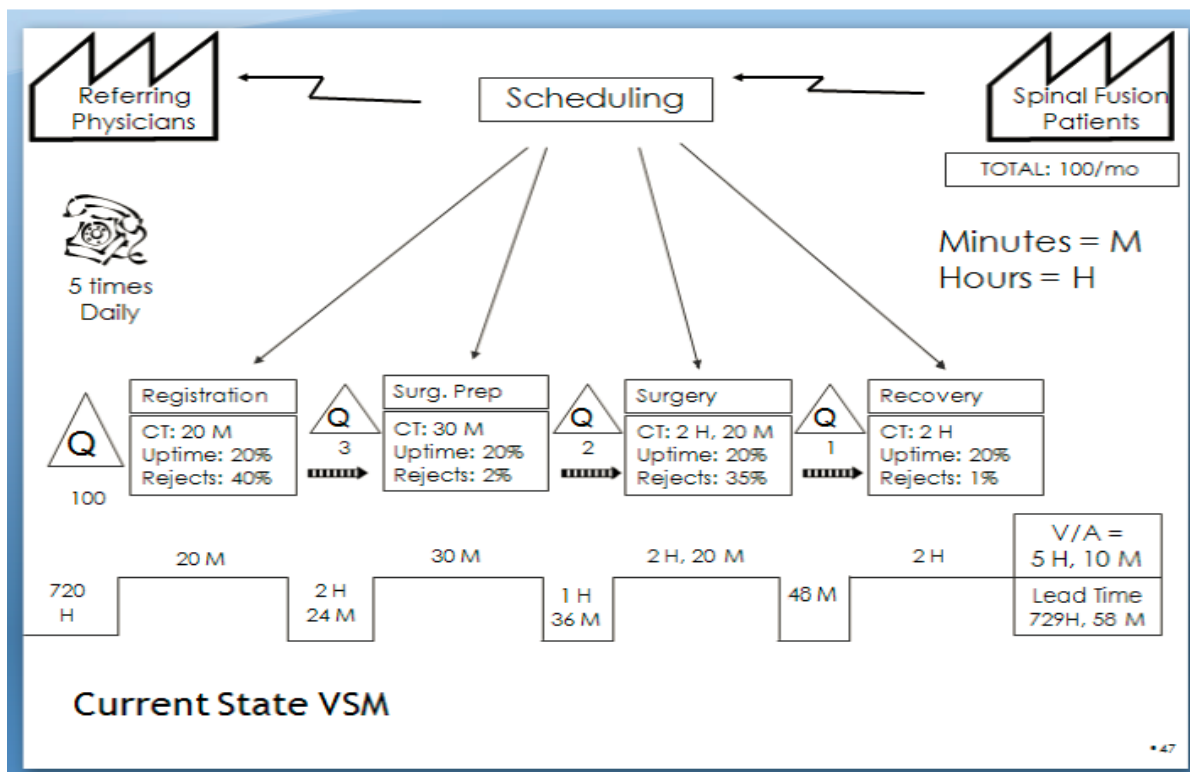 Referring
Physicians
Scheduling
Spinal Fusion
Patients
TOTAL: 100/mo
5 times
Daily
Minutes = M
Hours = H
Q
100
Registration
CT: 20 M
Uptime: 20%
Rejects: 40%
Q
3
Surg. Prep
CT: 30 M
Uptime: 20%
Rejects: 2%
Q
2
Surgery
CT: 2 H, 20 M
Uptime: 20%
Rejects: 35%
Q
1
Recovery
CT: 2 H
Uptime: 20%
Rejects: 1%
720
H
20 M
2 H
24 M
30 M
1 H
36 M
2 H, 20 M
48 M
2 H
V/A =
5 H, 10 M
Lead Time
729H, 58 M
Current State VSM
• 47